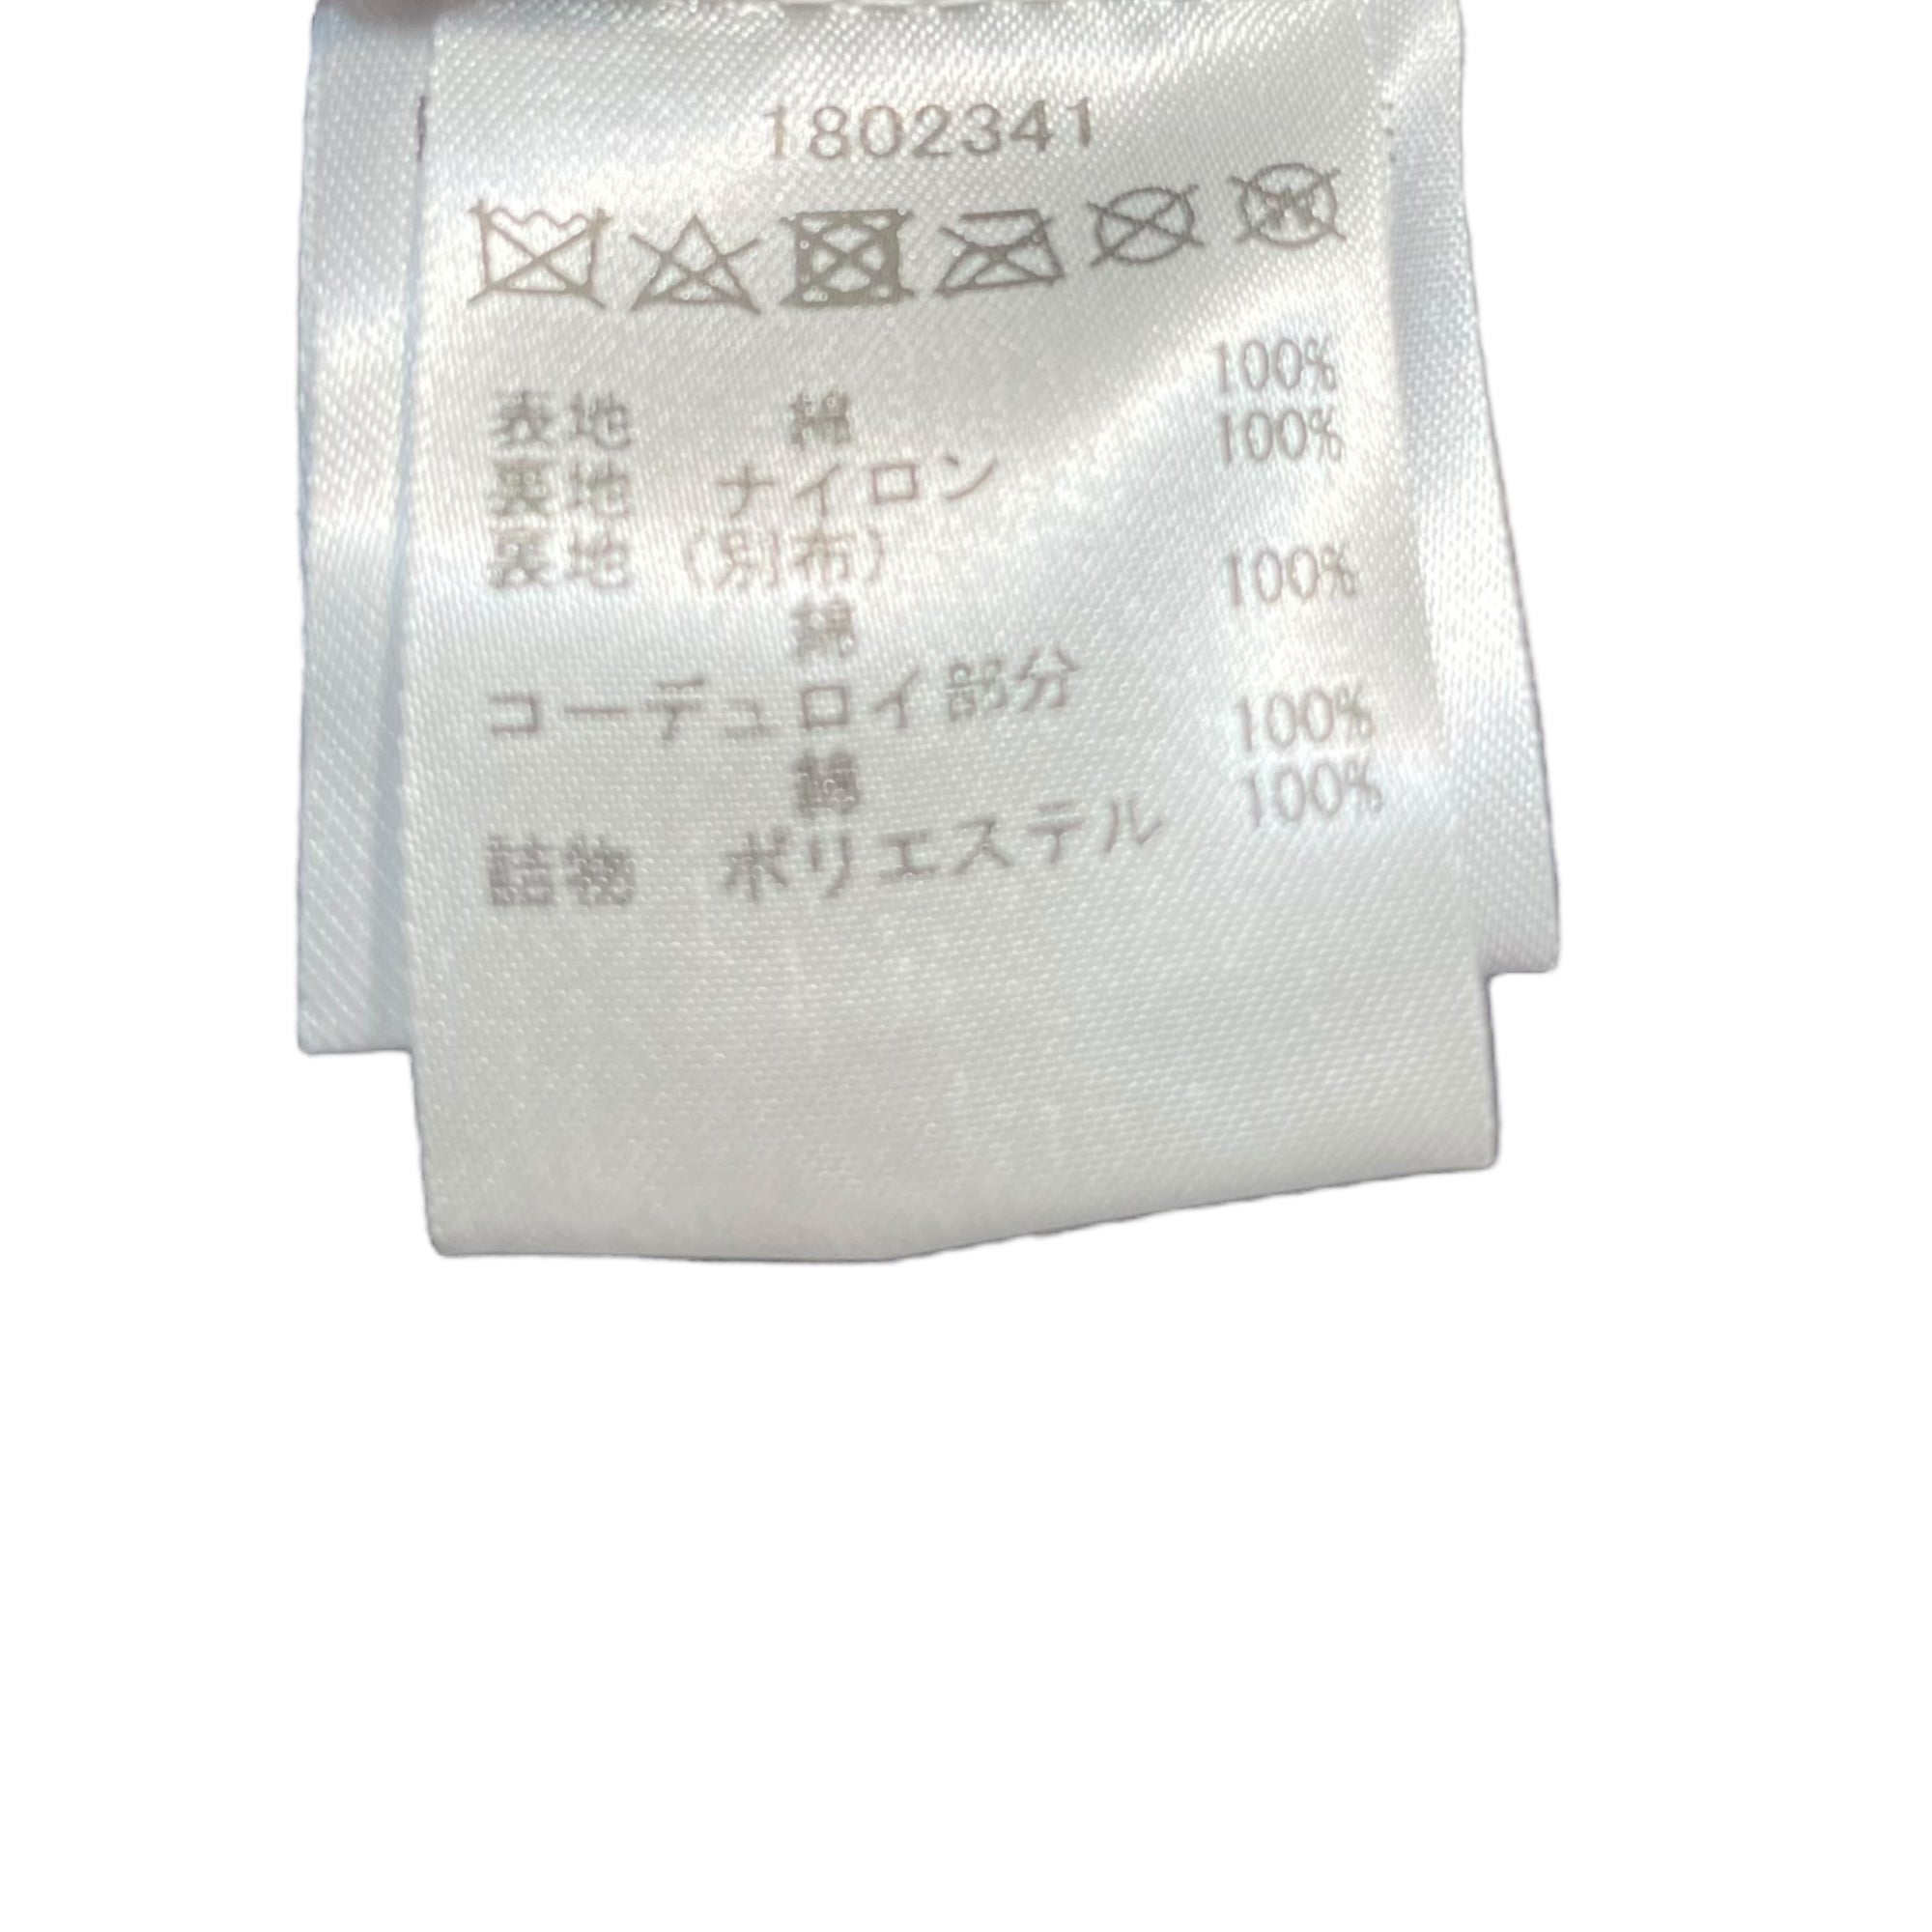 1802341
表地 綿 100%
裏地 ナイロン 100%
裏地 (別布)
綿 100%
コーデュロイ部分
綿 100%
詰物 ポリエステル 100%